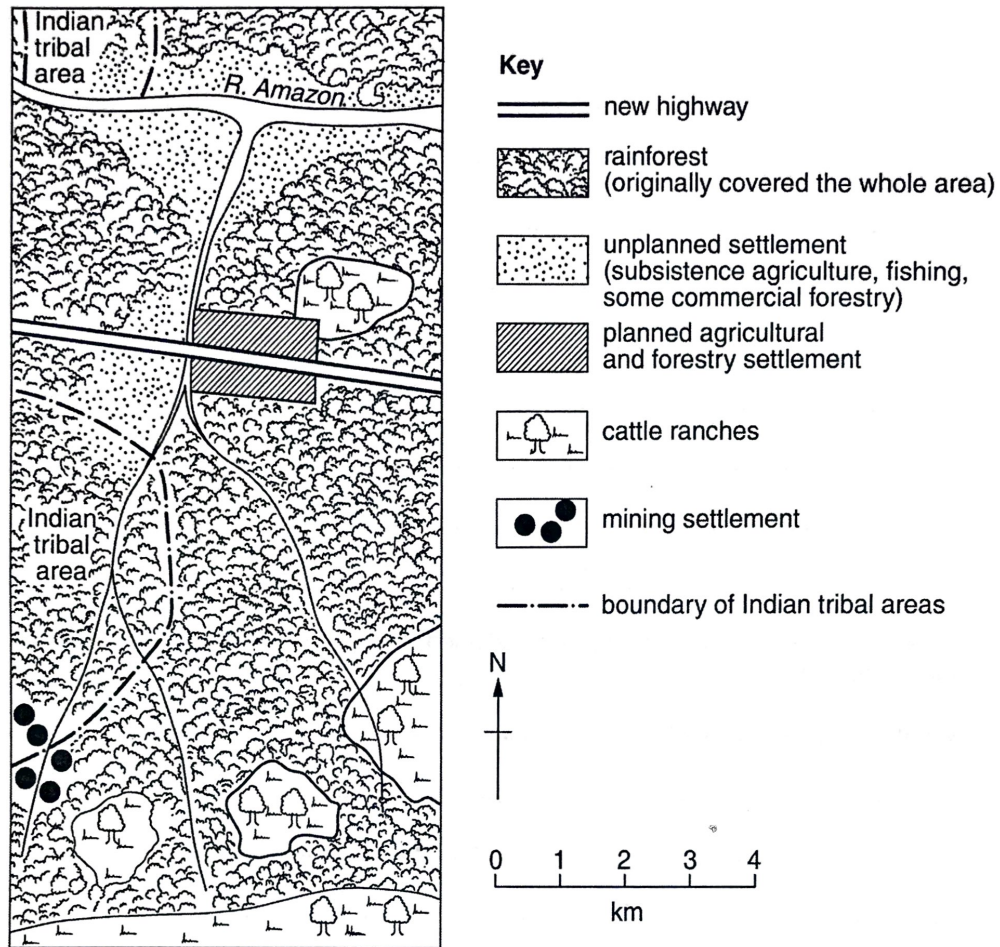 Indian
tribal
area
R. Amazon
Indian
tribal
area
Key
new highway
rainforest
(originally covered the whole area)
unplanned settlement
(subsistence agriculture, fishing,
some commercial forestry)
planned agricultural
and forestry settlement
cattle ranches
mining settlement
boundary of Indian tribal areas
N
0 1 2 3 4
km